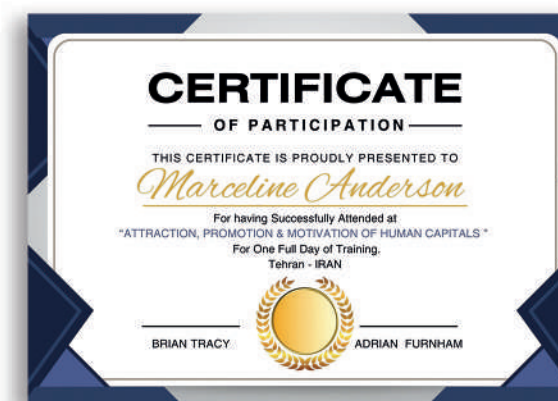 CERTIFICATE
OF PARTICIPATION
THIS CERTIFICATE IS PROUDLY PRESENTED TO
Marceline Anderson
For having Successfully Attended at
"ATTRACTION, PROMOTION & MOTIVATION OF HUMAN CAPITALS "
For One Full Day of Training.
Tehran - IRAN
BRIAN TRACY ADRIAN FURNHAM